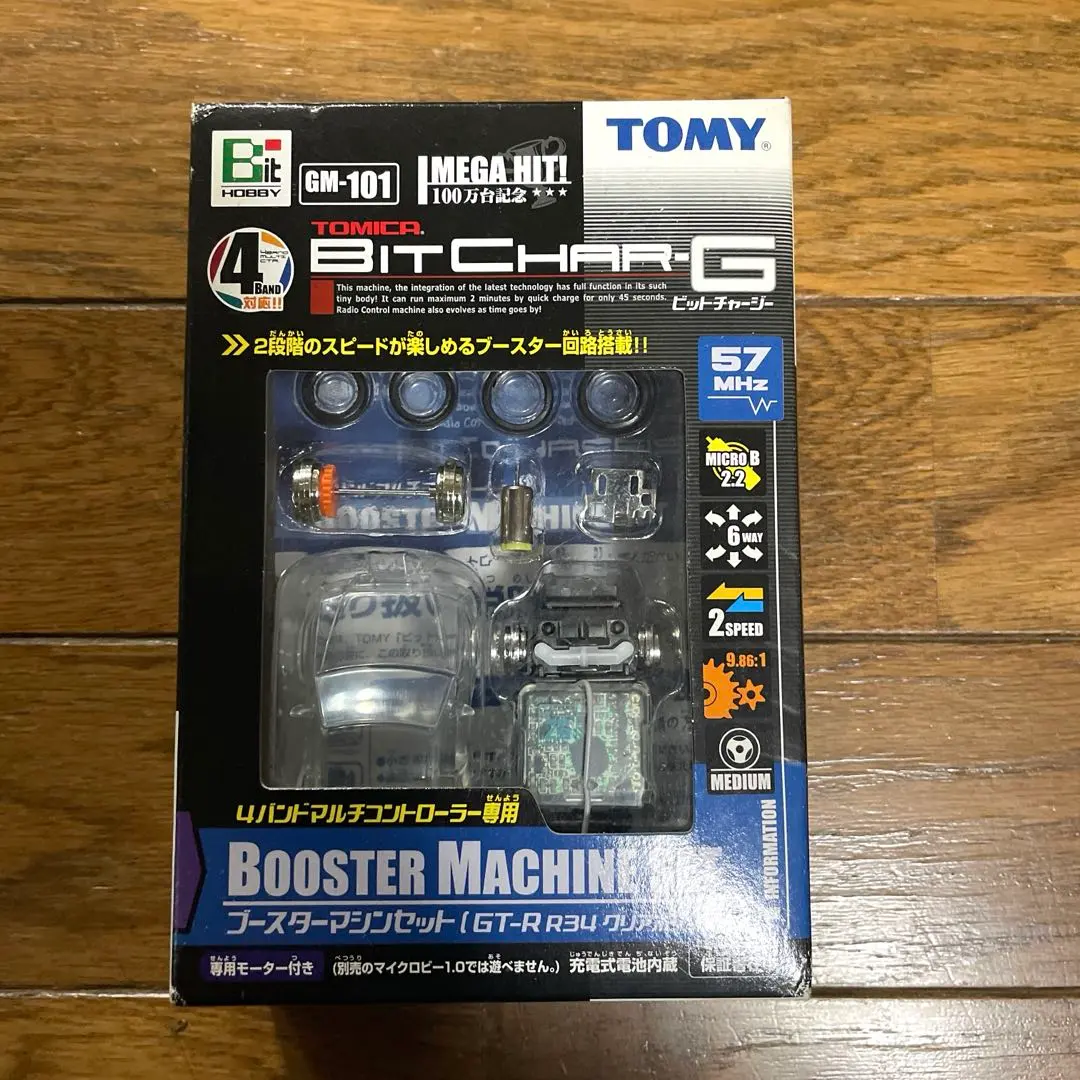 Bit
HOBBY
GM-101
MEGA HIT!
100万台記念★★★
TOMY
4
BAND
対応!!
TOMICA
BIT CHAR-G
ビットチャージー
This machine, the integration of the latest technology has full function in its such
tiny body! It can run maximum 2 minutes by quick charge for only 45 seconds.
Radio Control machine also evolves as time goes by!
2段階のスピードが楽しめるブースター回路搭載!!
57
MHz
MICRO B
2.2
6 WAY
2 SPEED
9.86:1
MEDIUM
INFORMATION
4バンドマルチコントローラー専用
BOOSTER MACHINE
ブースターマシンセット(GT-R R34 クリア
専用モーター付き
(別売のマイクロビー1.0では遊べません。)
充電式電池内蔵
保証書